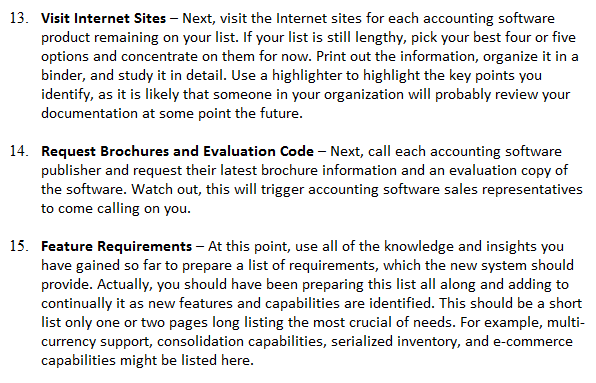 13. Visit Internet Sites – Next, visit the Internet sites for each accounting software
product remaining on your list. If your list is still lengthy, pick your best four or five
options and concentrate on them for now. Print out the information, organize it in a
binder, and study it in detail. Use a highlighter to highlight the key points you
identify, as it is likely that someone in your organization will probably review your
documentation at some point the future.
14. Request Brochures and Evaluation Code – Next, call each accounting software
publisher and request their latest brochure information and an evaluation copy of
the software. Watch out, this will trigger accounting software sales representatives
to come calling on you.
15. Feature Requirements – At this point, use all of the knowledge and insights you
have gained so far to prepare a list of requirements, which the new system should
provide. Actually, you should have been preparing this list all along and adding to
continually it as new features and capabilities are identified. This should be a short
list only one or two pages long listing the most crucial of needs. For example, multi-
currency support, consolidation capabilities, serialized inventory, and e-commerce
capabilities might be listed here.